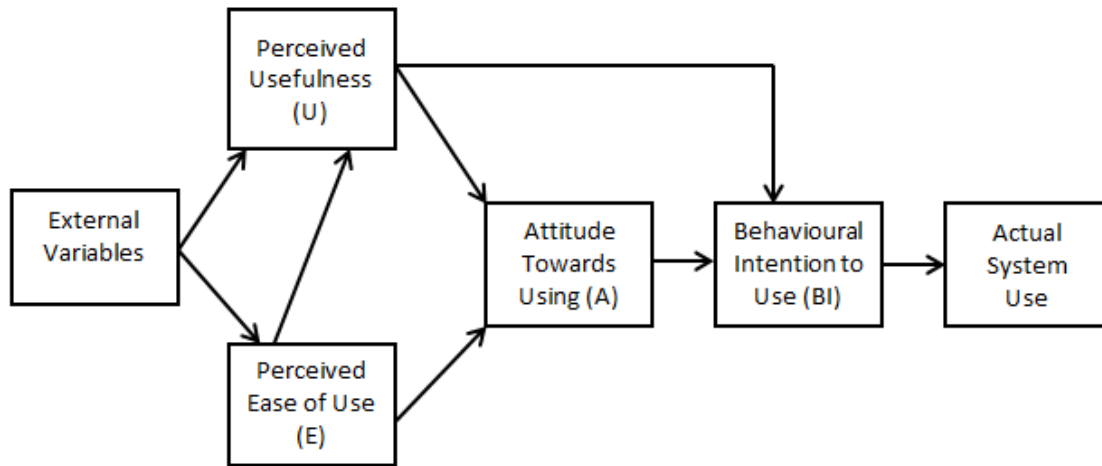 Perceived
Usefulness
(U)
External
Variables
Perceived
Ease of Use
(E)
Attitude
Towards
Using (A)
Behavioural
Intention to
Use (BI)
Actual
System
Use